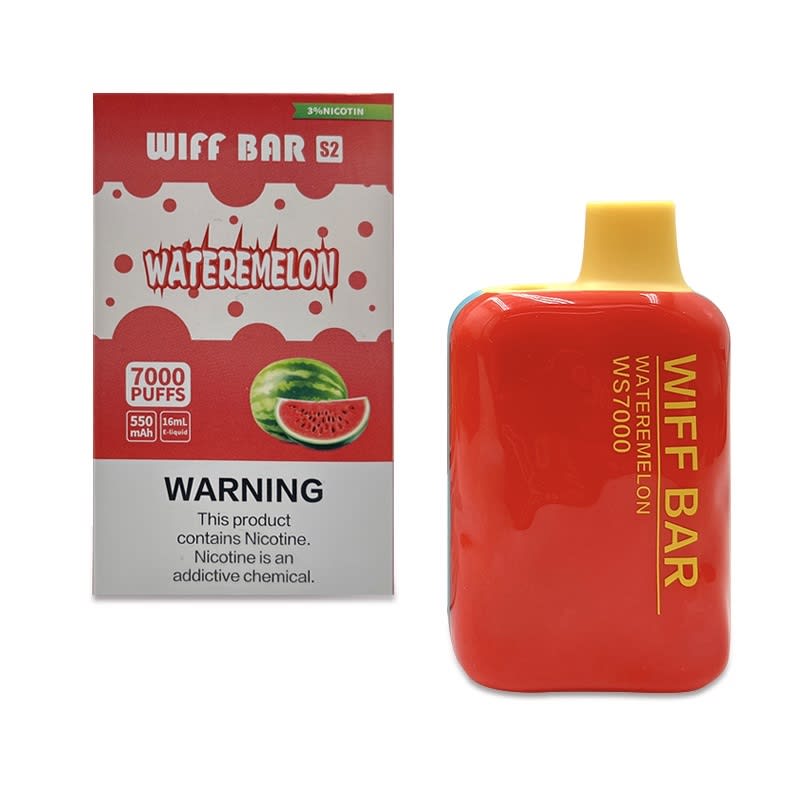 3%NICOTIN
WIFF BAR S2
WATEREMELON
7000
PUFFS
550
mAh
16mL
E-liquid
WARNING
This product
contains Nicotine.
Nicotine is an
addictive chemical.
WIFF BAR
WATEREMELON
WS7000